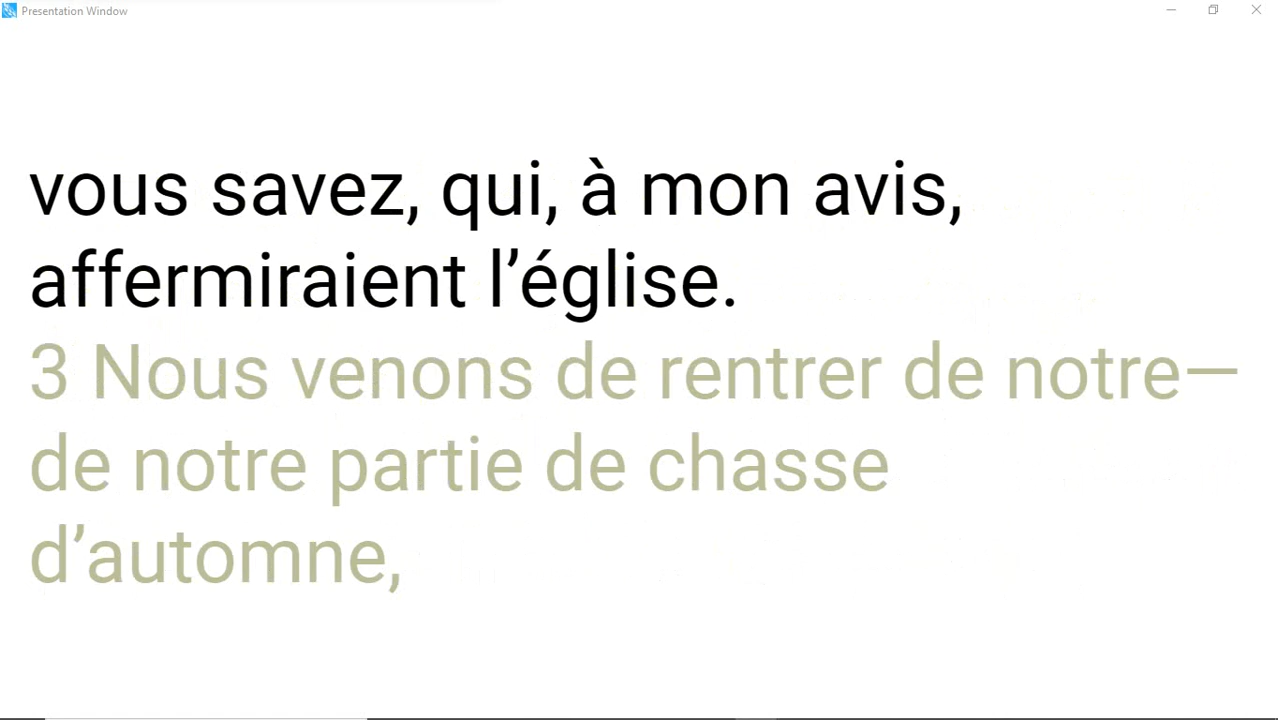 Presentation Window
vous savez, qui, à mon avis,
affermiraient l’église.
3 Nous venons de rentrer de notre—
de notre partie de chasse
d’automne,